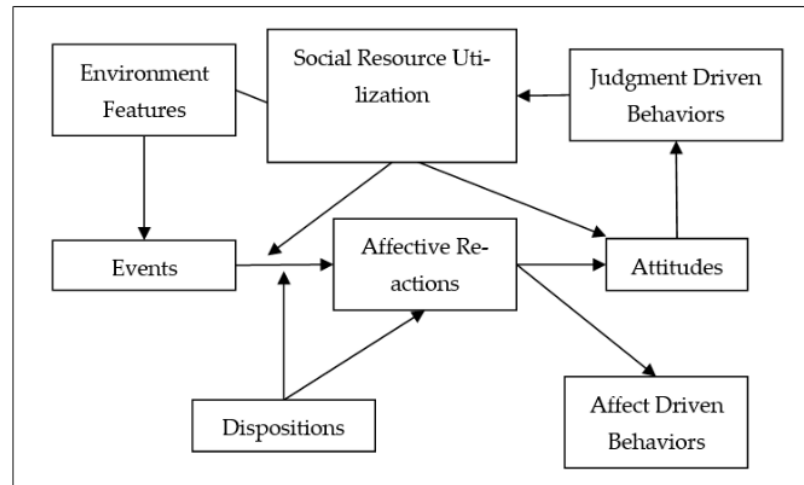 Environment
Features
Social Resource Uti-
lization
Judgment Driven
Behaviors
Events
Affective Re-
actions
Attitudes
Dispositions
Affect Driven
Behaviors